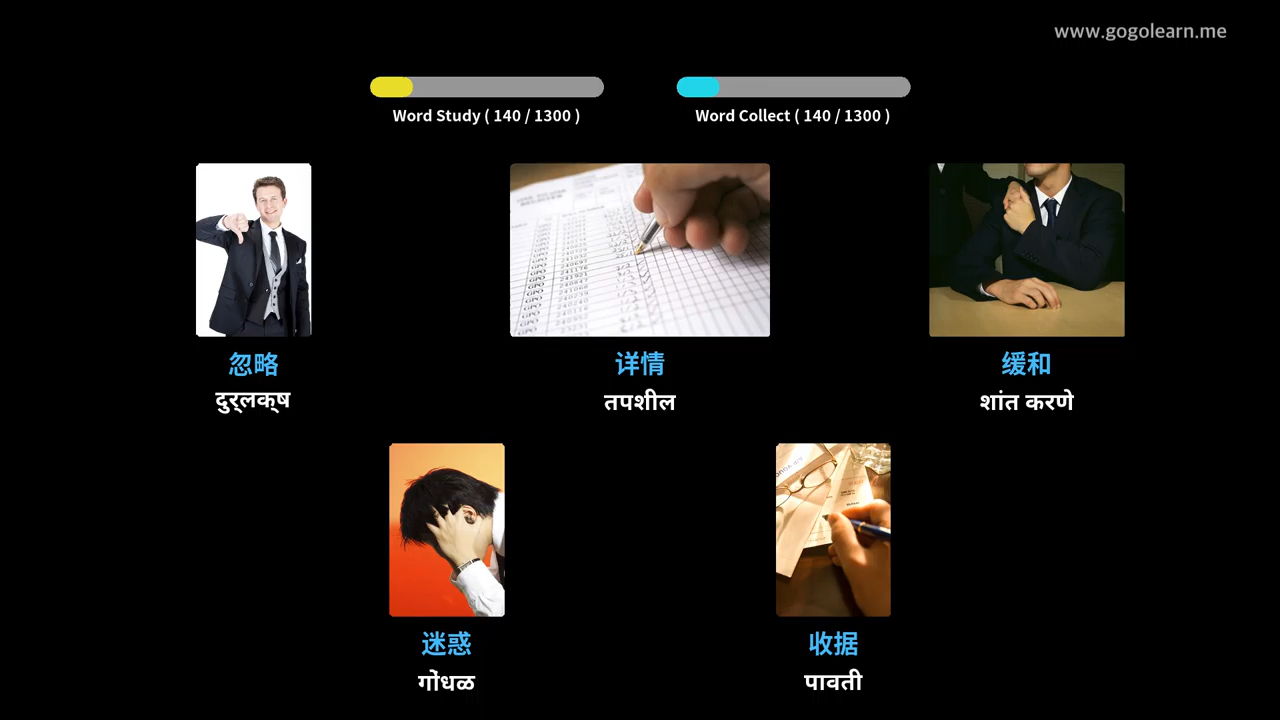 www.gogolearn.me
Word Study ( 140 / 1300 )
Word Collect ( 140 / 1300 )
忽略
दुर्लक्ष
详情
तपशील
缓和
शांत करणे
迷惑
गोंधळ
收据
पावती